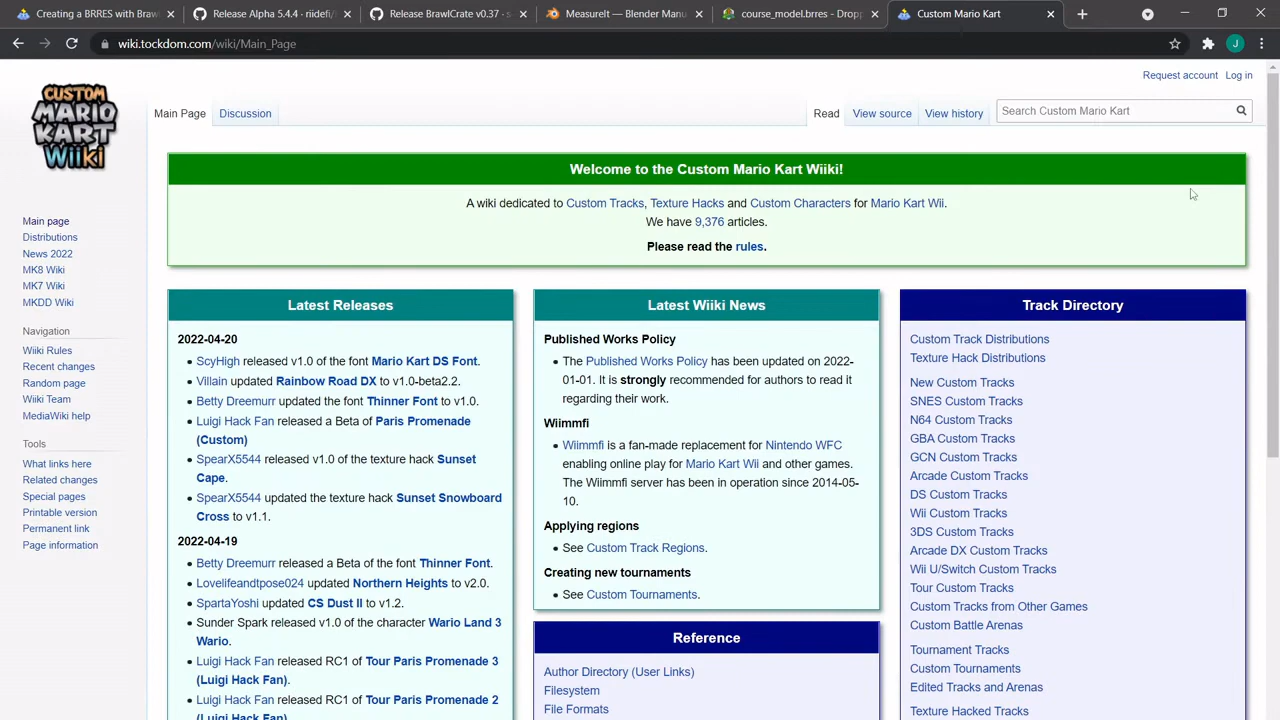 Creating a BRRES with Brawl
Release Alpha 5.4.4 · riidefi/
Release BrawlCrate v0.37 · s
MeasureIt — Blender Manu
course_model.brres - Dropp
Custom Mario Kart
wiki.tockdom.com/wiki/Main_Page
J
Request account Log in
CUSTOM
MARIO
KART
Wiiki
Main Page Discussion Read View source View history Search Custom Mario Kart
Welcome to the Custom Mario Kart Wiiki!
A wiki dedicated to Custom Tracks, Texture Hacks and Custom Characters for Mario Kart Wii.
We have 9,376 articles.
Please read the rules.
Main page
Distributions
News 2022
MK8 Wiki
MK7 Wiki
MKDD Wiki
Navigation
Wiiki Rules
Recent changes
Random page
Wiiki Team
MediaWiki help
Tools
What links here
Related changes
Special pages
Printable version
Permanent link
Page information
Latest Releases
2022-04-20
ScyHigh released v1.0 of the font Mario Kart DS Font.
Villain updated Rainbow Road DX to v1.0-beta2.2.
Betty Dreemurr updated the font Thinner Font to v1.0.
Luigi Hack Fan released a Beta of Paris Promenade
(Custom)
SpearX5544 released v1.0 of the texture hack Sunset
Cape.
SpearX5544 updated the texture hack Sunset Snowboard
Cross to v1.1.
2022-04-19
Betty Dreemurr released a Beta of the font Thinner Font.
Lovelifeandtpose024 updated Northern Heights to v2.0.
SpartaYoshi updated CS Dust II to v1.2.
Sunder Spark released v1.0 of the character Wario Land 3
Wario.
Luigi Hack Fan released RC1 of Tour Paris Promenade 3
(Luigi Hack Fan).
Luigi Hack Fan released RC1 of Tour Paris Promenade 2
(Luigi Hack Fan)
Latest Wiiki News
Published Works Policy
The Published Works Policy has been updated on 2022-
01-01. It is strongly recommended for authors to read it
regarding their work.
Wiimmfi
Wiimmfi is a fan-made replacement for Nintendo WFC
enabling online play for Mario Kart Wii and other games.
The Wiimmfi server has been in operation since 2014-05-
10.
Applying regions
See Custom Track Regions.
Creating new tournaments
See Custom Tournaments.
Reference
Author Directory (User Links)
Filesystem
File Formats
Track Directory
Custom Track Distributions
Texture Hack Distributions
New Custom Tracks
SNES Custom Tracks
N64 Custom Tracks
GBA Custom Tracks
GCN Custom Tracks
Arcade Custom Tracks
DS Custom Tracks
Wii Custom Tracks
3DS Custom Tracks
Arcade DX Custom Tracks
Wii U/Switch Custom Tracks
Tour Custom Tracks
Custom Tracks from Other Games
Custom Battle Arenas
Tournament Tracks
Custom Tournaments
Edited Tracks and Arenas
Texture Hacked Tracks